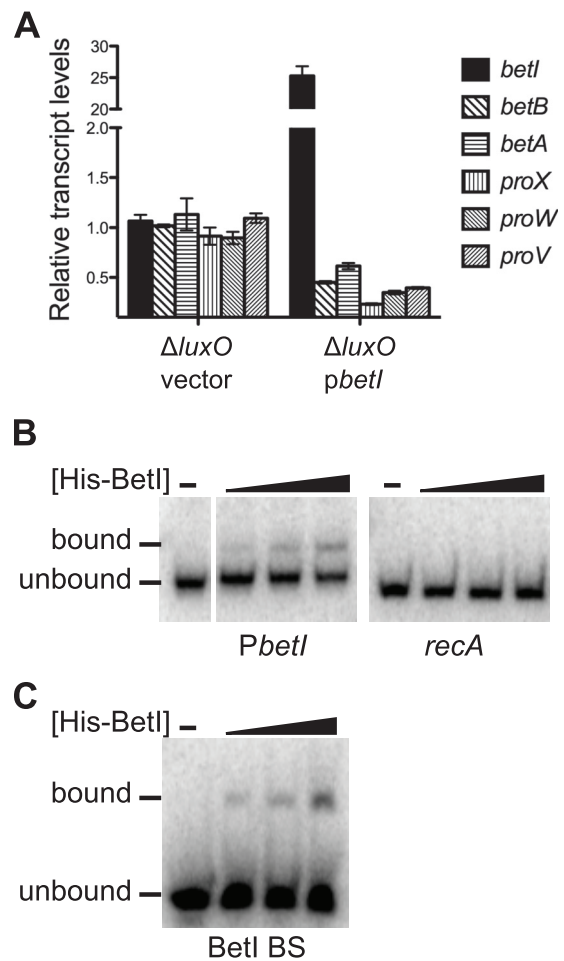 A
Relative transcript levels
30
25
20
2.0
1.5
1.0
0.5
betI
betB
betA
proX
proW
proV
ΔluxO
vector
ΔluxO
pbetI
B
[His-BetI] –
–
bound
unbound
PbetI
recA
C
[His-BetI] –
bound
unbound
BetI BS